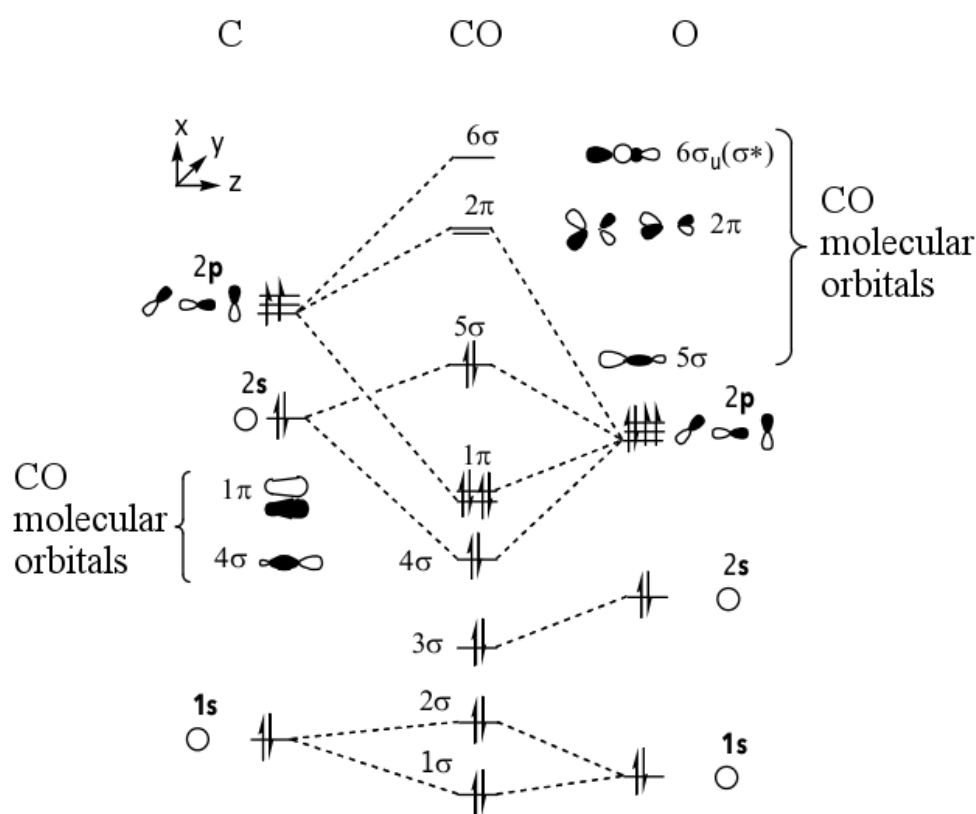 C CO O
x
y
z
6σ
6σᵤ(σ*)
2π
2π
CO
molecular
orbitals
2p
5σ
5σ
2s
2p
1π
CO
molecular
orbitals
1π
4σ
4σ
2s
3σ
1s
2σ
1s
1σ